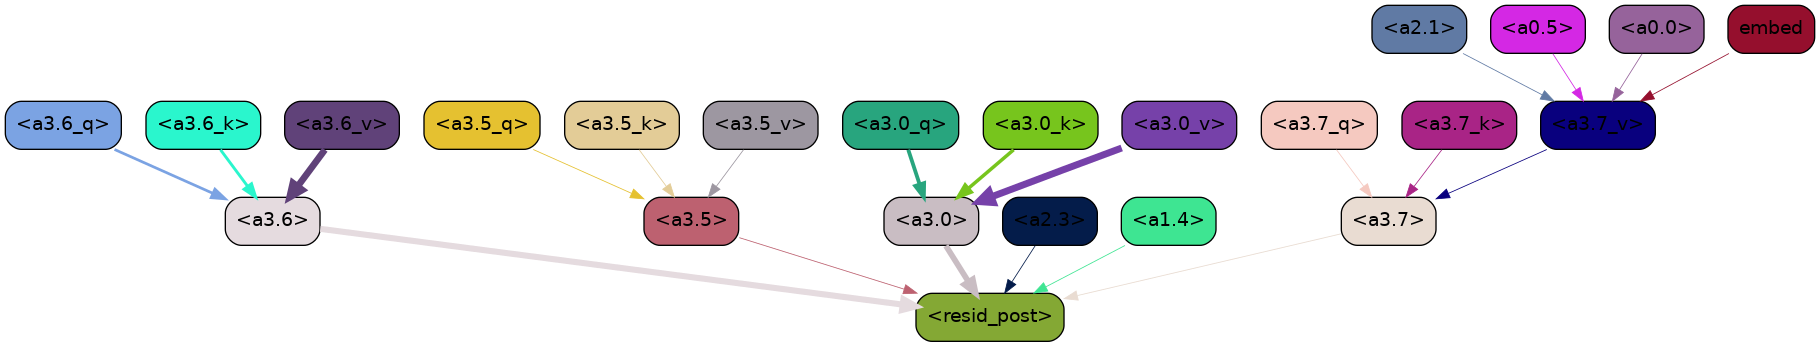 <a2.1> <a0.5> <a0.0> embed
<a3.6_q> <a3.6_k> <a3.6_v> <a3.5_q> <a3.5_k> <a3.5_v> <a3.0_q> <a3.0_k> <a3.0_v> <a3.7_q> <a3.7_k> <a3.7_v>
<a3.6> <a3.5> <a3.0> <a2.3> <a1.4> <a3.7>
<resid_post>